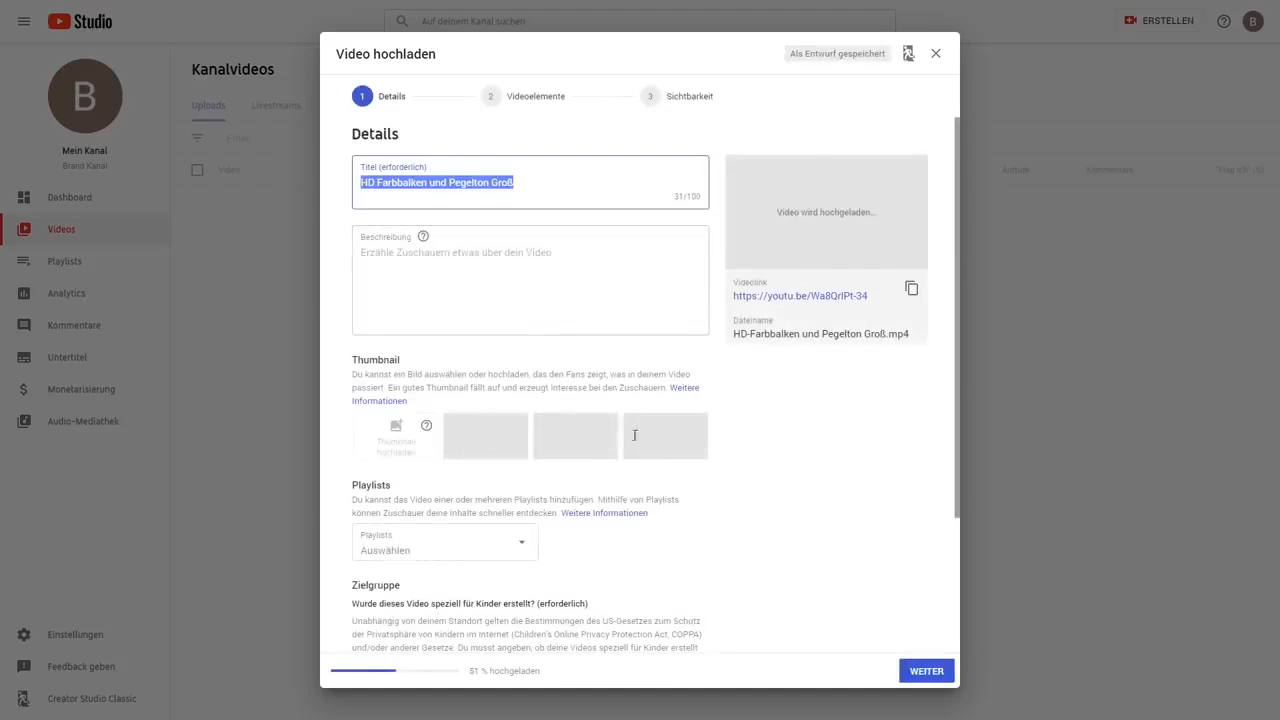 Studio
Auf deinem Kanal suchen
ERSTELLEN
B
B
Mein Kanal
Brand Kanal
Dashboard
Videos
Playlists
Analytics
Kommentare
Untertitel
Monetarisierung
Audio-Mediathek
Einstellungen
Feedback geben
Creator Studio Classic
Kanalvideos
Uploads
Livestreams
Filter
Video
Aufrufe
Kommentare
Video hochladen
Als Entwurf gespeichert
1 Details
2 Videoelemente
3 Sichtbarkeit
Details
Titel (erforderlich)
HD Farbbalken und Pegelton Groß
31/100
Beschreibung
Erzähle Zuschauern etwas über dein Video
Video wird hochgeladen...
Videolink
https://youtu.be/Wa8QrIPt-34
Dateiname
HD-Farbbalken und Pegelton Groß.mp4
Thumbnail
Du kannst ein Bild auswählen oder hochladen, das den Fans zeigt, was in deinem Video
passiert. Ein gutes Thumbnail fällt auf und erzeugt Interesse bei den Zuschauern. Weitere
Informationen
Thumbnail
hochladen
Playlists
Du kannst das Video einer oder mehreren Playlists hinzufügen. Mithilfe von Playlists
können Zuschauer deine Inhalte schneller entdecken. Weitere Informationen
Playlists
Auswählen
Zielgruppe
Wurde dieses Video speziell für Kinder erstellt? (erforderlich)
Unabhängig von deinem Standort gelten die Bestimmungen des US-Gesetzes zum Schutz
der Privatsphäre von Kindern im Internet (Children's Online Privacy Protection Act, COPPA)
und/oder anderer Gesetze. Du musst angeben, ob deine Videos speziell für Kinder erstellt
51 % hochgeladen
WEITER